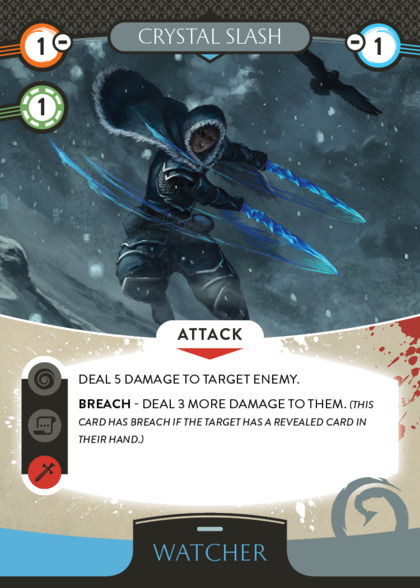 CRYSTAL SLASH
1 - - 1
1
ATTACK
DEAL 5 DAMAGE TO TARGET ENEMY.
BREACH - DEAL 3 MORE DAMAGE TO THEM. (THIS
CARD HAS BREACH IF THE TARGET HAS A REVEALED CARD IN
THEIR HAND.)
WATCHER